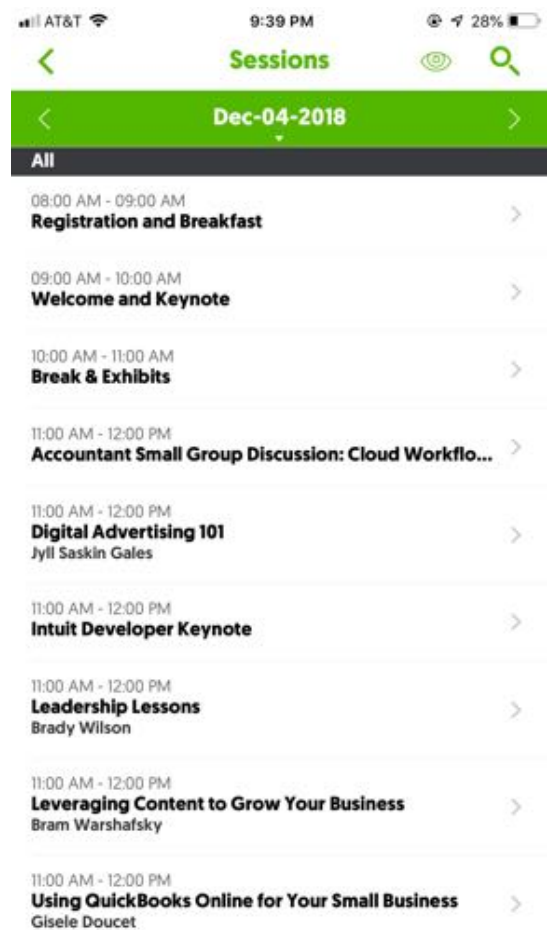 AT&T 9:39 PM 28%
Sessions
Dec-04-2018
All
08:00 AM - 09:00 AM
Registration and Breakfast
09:00 AM - 10:00 AM
Welcome and Keynote
10:00 AM - 11:00 AM
Break & Exhibits
11:00 AM - 12:00 PM
Accountant Small Group Discussion: Cloud Workflo...
11:00 AM - 12:00 PM
Digital Advertising 101
Jyll Saskin Gales
11:00 AM - 12:00 PM
Intuit Developer Keynote
11:00 AM - 12:00 PM
Leadership Lessons
Brady Wilson
11:00 AM - 12:00 PM
Leveraging Content to Grow Your Business
Bram Warshafsky
11:00 AM - 12:00 PM
Using QuickBooks Online for Your Small Business
Gisele Doucet